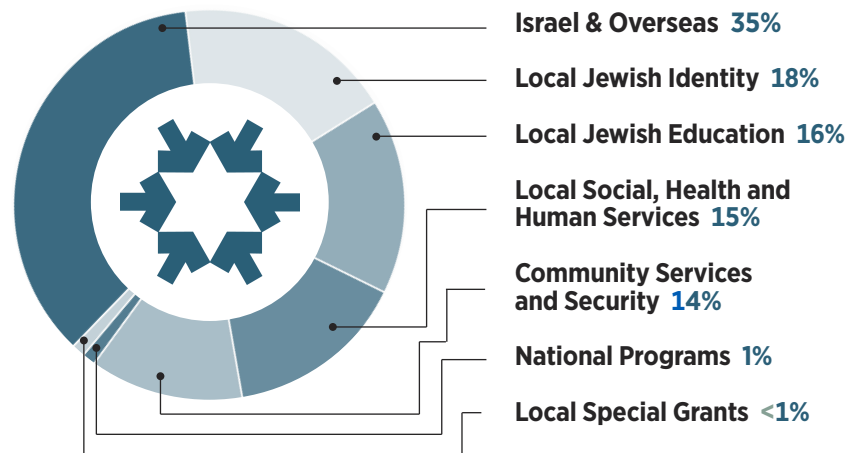 Israel & Overseas 35%
Local Jewish Identity 18%
Local Jewish Education 16%
Local Social, Health and
Human Services 15%
Community Services
and Security 14%
National Programs 1%
Local Special Grants <1%